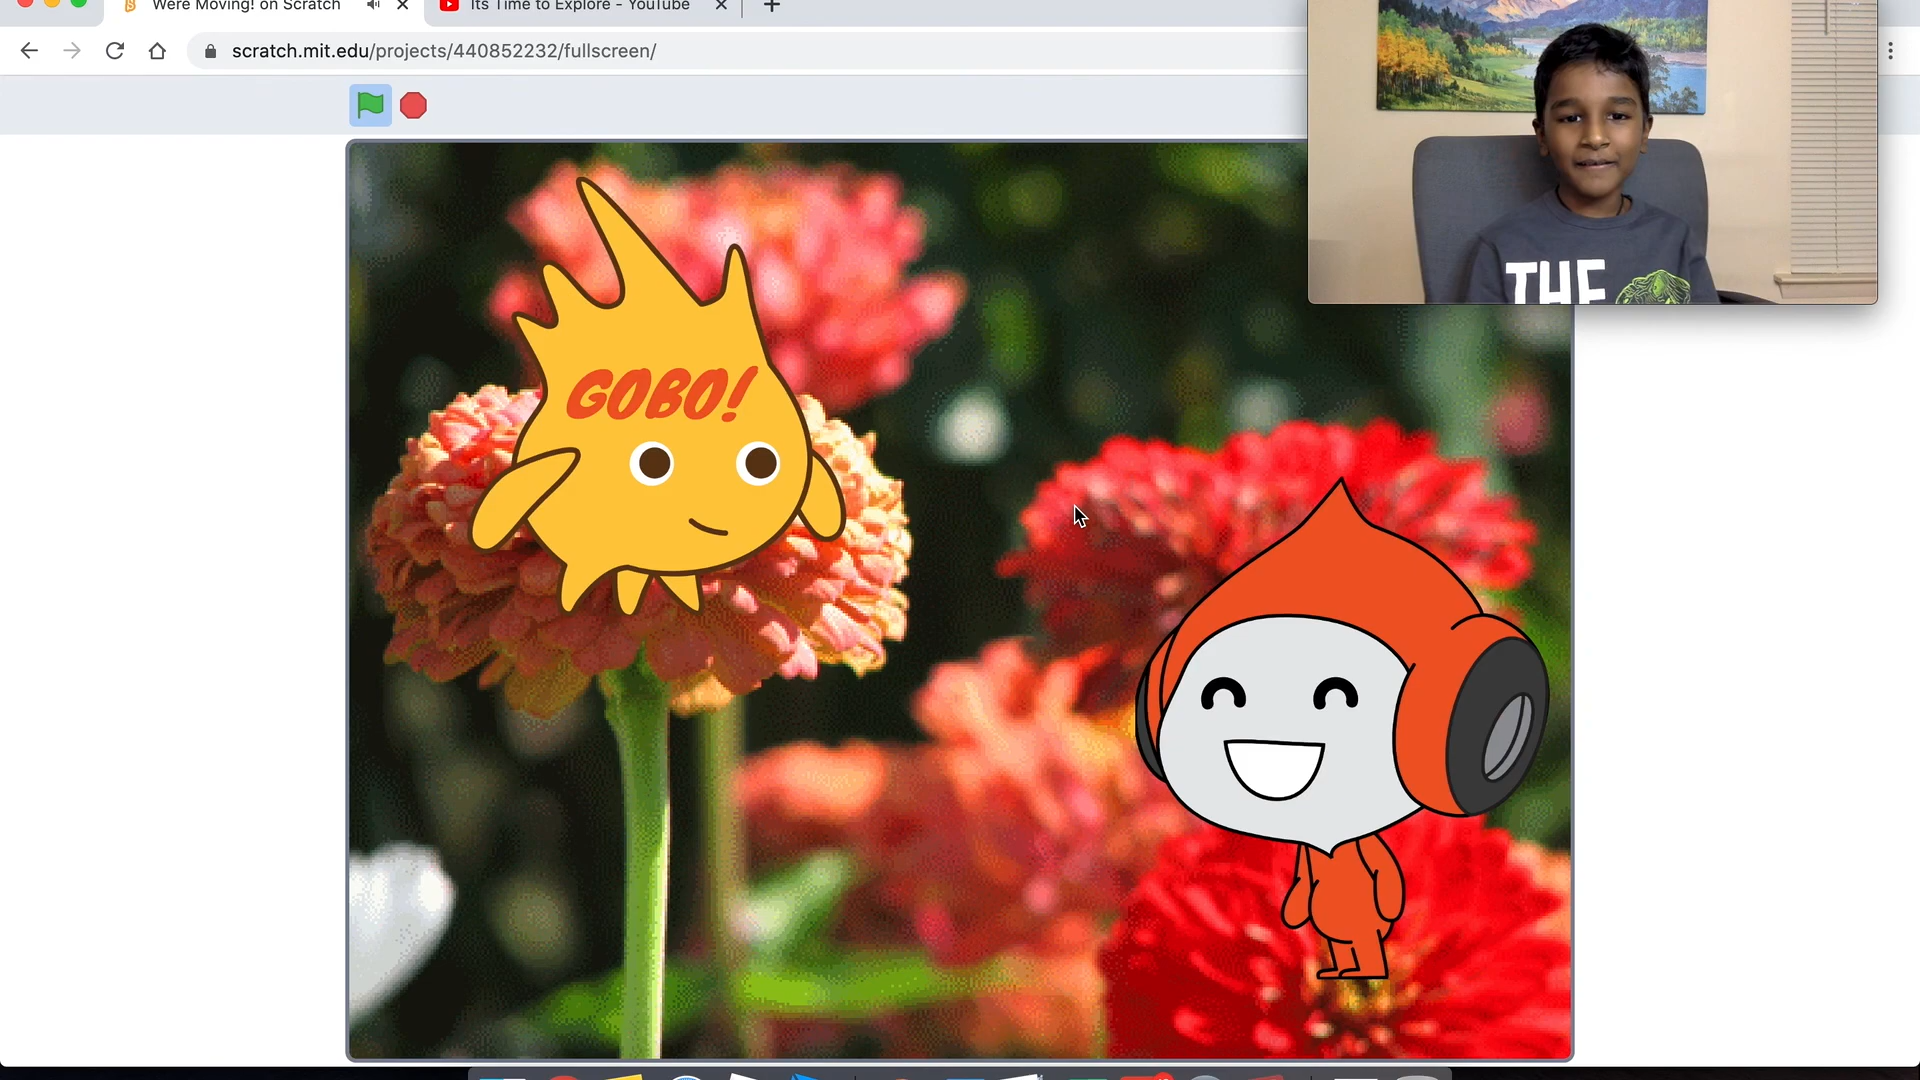 Were Moving! on Scratch
Its Time to Explore - YouTube
scratch.mit.edu/projects/440852232/fullscreen/
GOBO!
THE